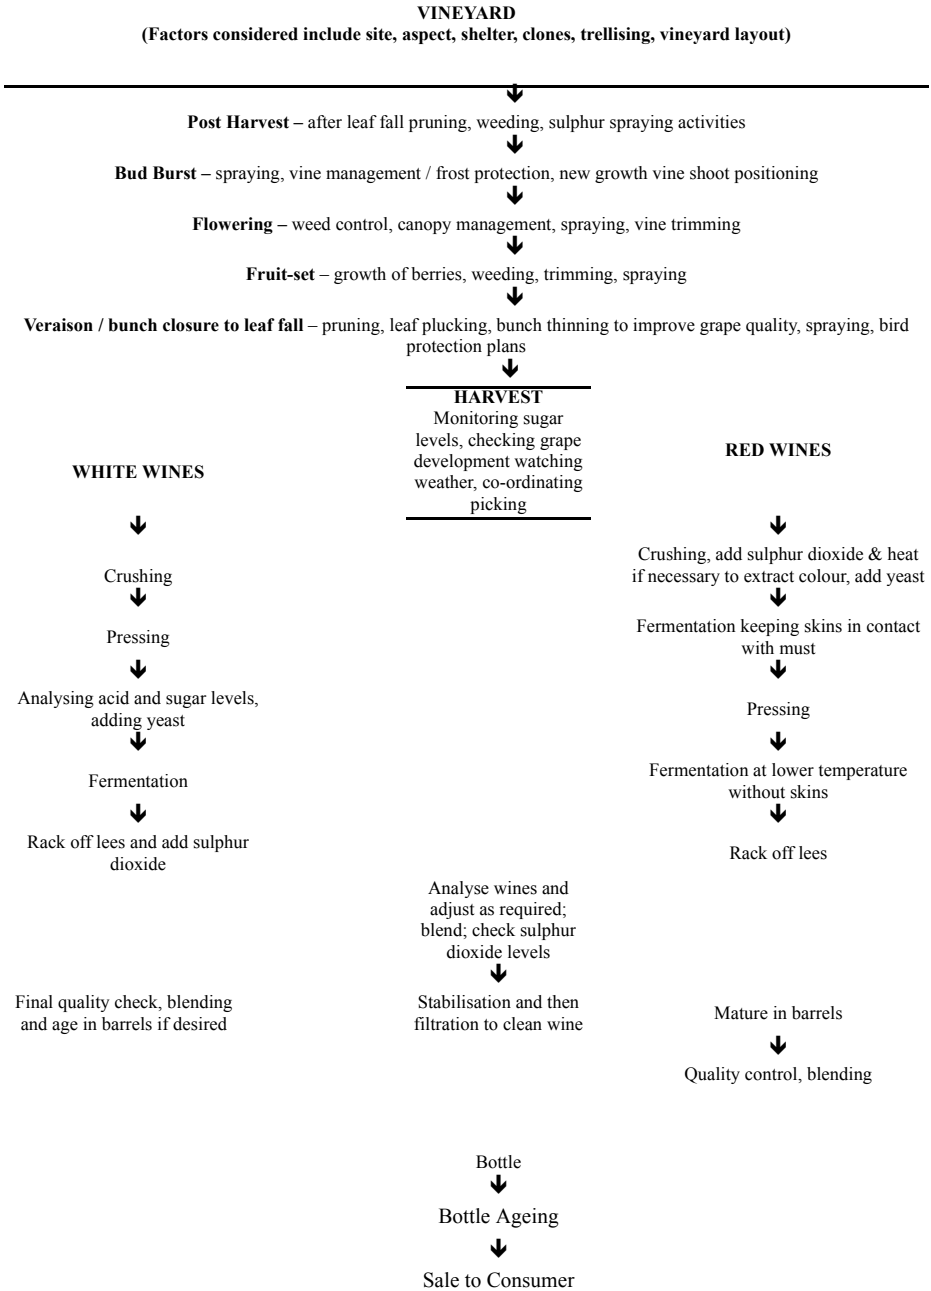 VINEYARD
(Factors considered include site, aspect, shelter, clones, trellising, vineyard layout)
Post Harvest – after leaf fall pruning, weeding, sulphur spraying activities
Bud Burst – spraying, vine management / frost protection, new growth vine shoot positioning
Flowering – weed control, canopy management, spraying, vine trimming
Fruit-set – growth of berries, weeding, trimming, spraying
Veraison / bunch closure to leaf fall – pruning, leaf plucking, bunch thinning to improve grape quality, spraying, bird
protection plans
HARVEST
Monitoring sugar
levels, checking grape
development watching
weather, co-ordinating
picking
WHITE WINES
Crushing
Pressing
Analysing acid and sugar levels,
adding yeast
Fermentation
Rack off lees and add sulphur
dioxide
RED WINES
Crushing, add sulphur dioxide & heat
if necessary to extract colour, add yeast
Fermentation keeping skins in contact
with must
Pressing
Fermentation at lower temperature
without skins
Rack off lees
Analyse wines and
adjust as required;
blend; check sulphur
dioxide levels
Final quality check, blending
and age in barrels if desired
Stabilisation and then
filtration to clean wine
Mature in barrels
Quality control, blending
Bottle
Bottle Ageing
Sale to Consumer